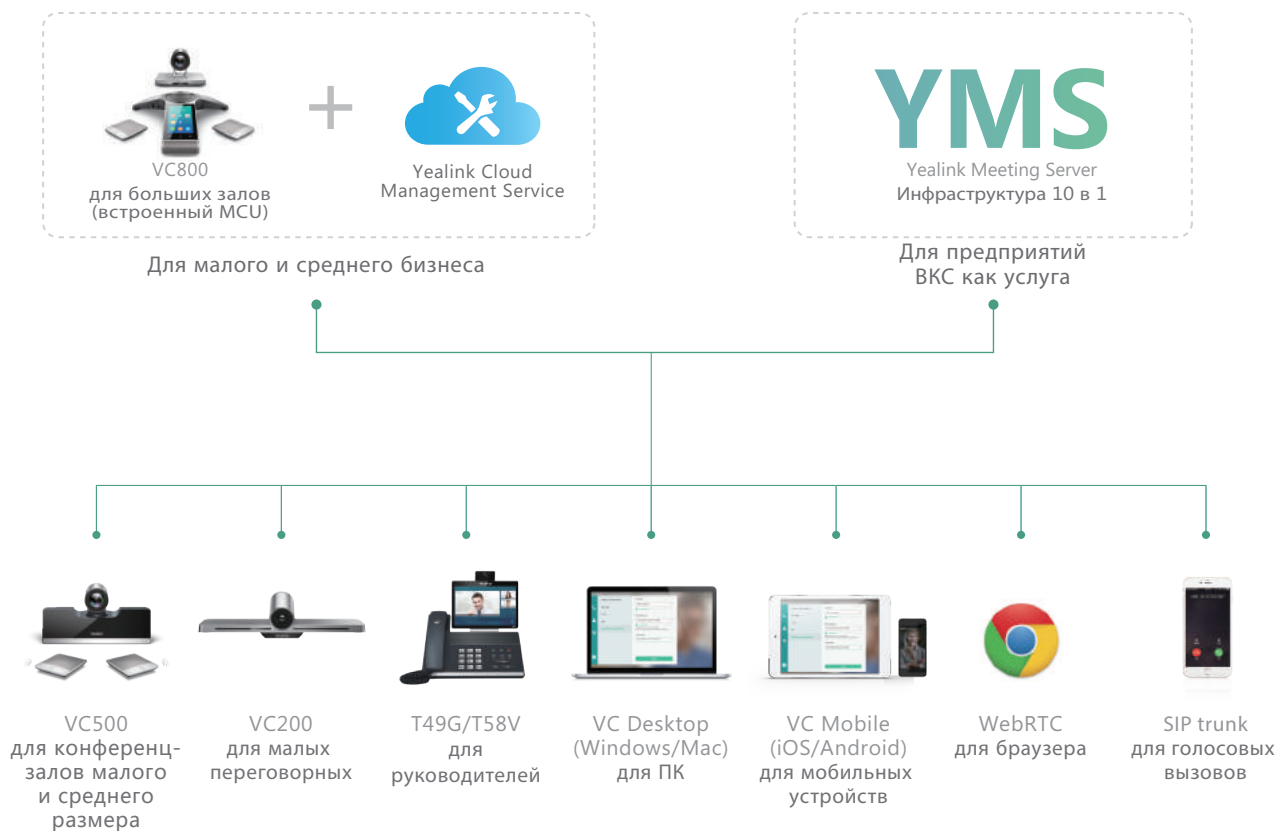 VC800
для больших залов
(встроенный MCU)
Yealink Cloud
Management Service
Для малого и среднего бизнеса
YMS
Yealink Meeting Server
Инфраструктура 10 в 1
Для предприятий
ВКС как услуга
VC500
для конференц-
залов малого
и среднего
размера
VC200
для малых
переговорных
T49G/T58V
для
руководителей
VC Desktop
(Windows/Mac)
для ПК
VC Mobile
(iOS/Android)
для мобильных
устройств
WebRTC
для браузера
SIP trunk
для голосовых
вызовов